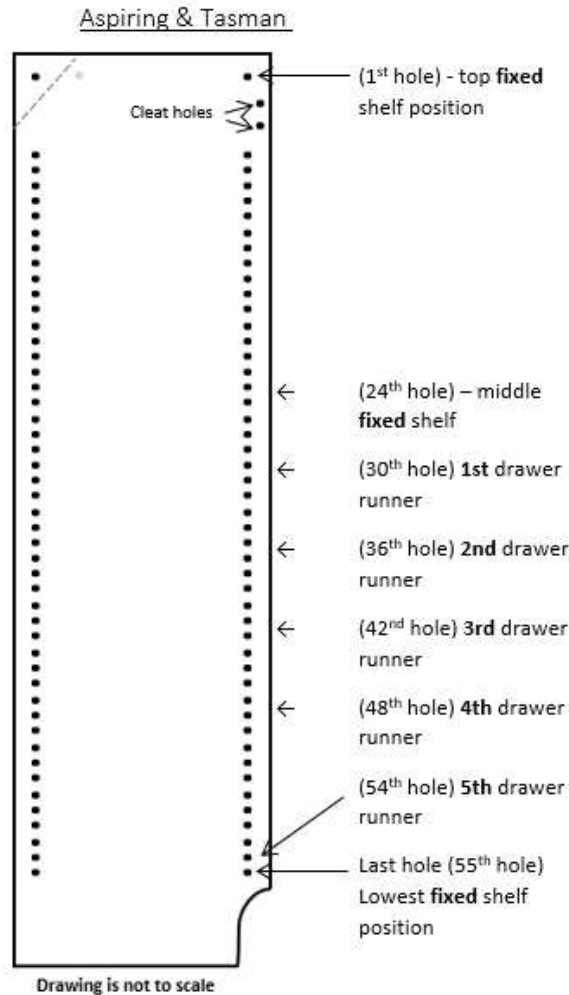 Aspiring & Tasman
(1st hole) - top fixed
shelf position
Cleat holes
(24th hole) – middle
fixed shelf
(30th hole) 1st drawer
runner
(36th hole) 2nd drawer
runner
(42nd hole) 3rd drawer
runner
(48th hole) 4th drawer
runner
(54th hole) 5th drawer
runner
Last hole (55th hole)
Lowest fixed shelf
position
Drawing is not to scale